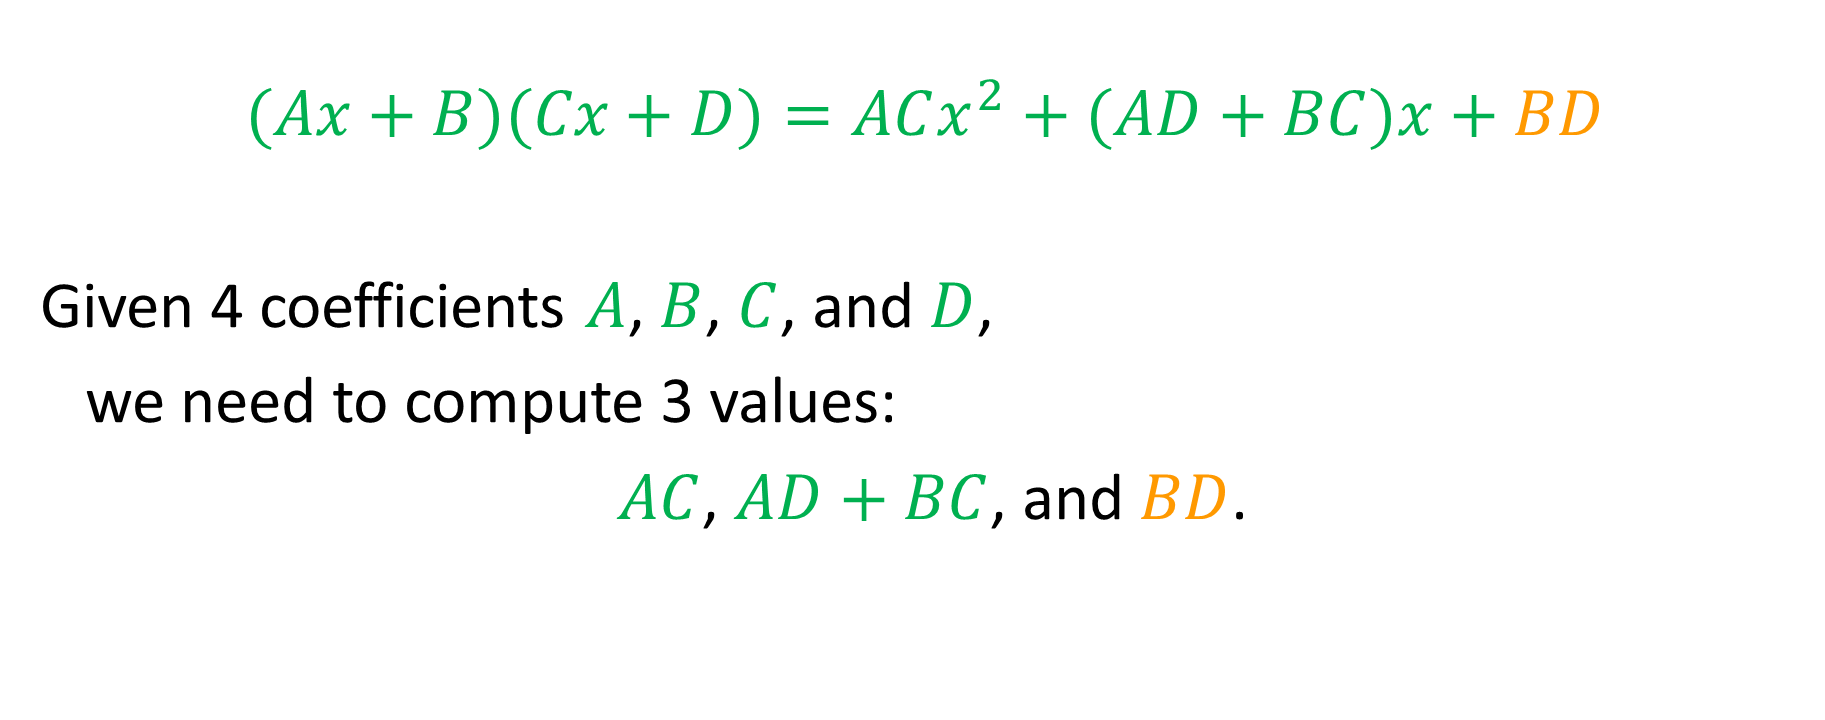 (Ax + B)(Cx + D) = ACx² + (AD + BC)x + BD
Given 4 coefficients A, B, C, and D,
we need to compute 3 values:
AC, AD + BC, and BD.